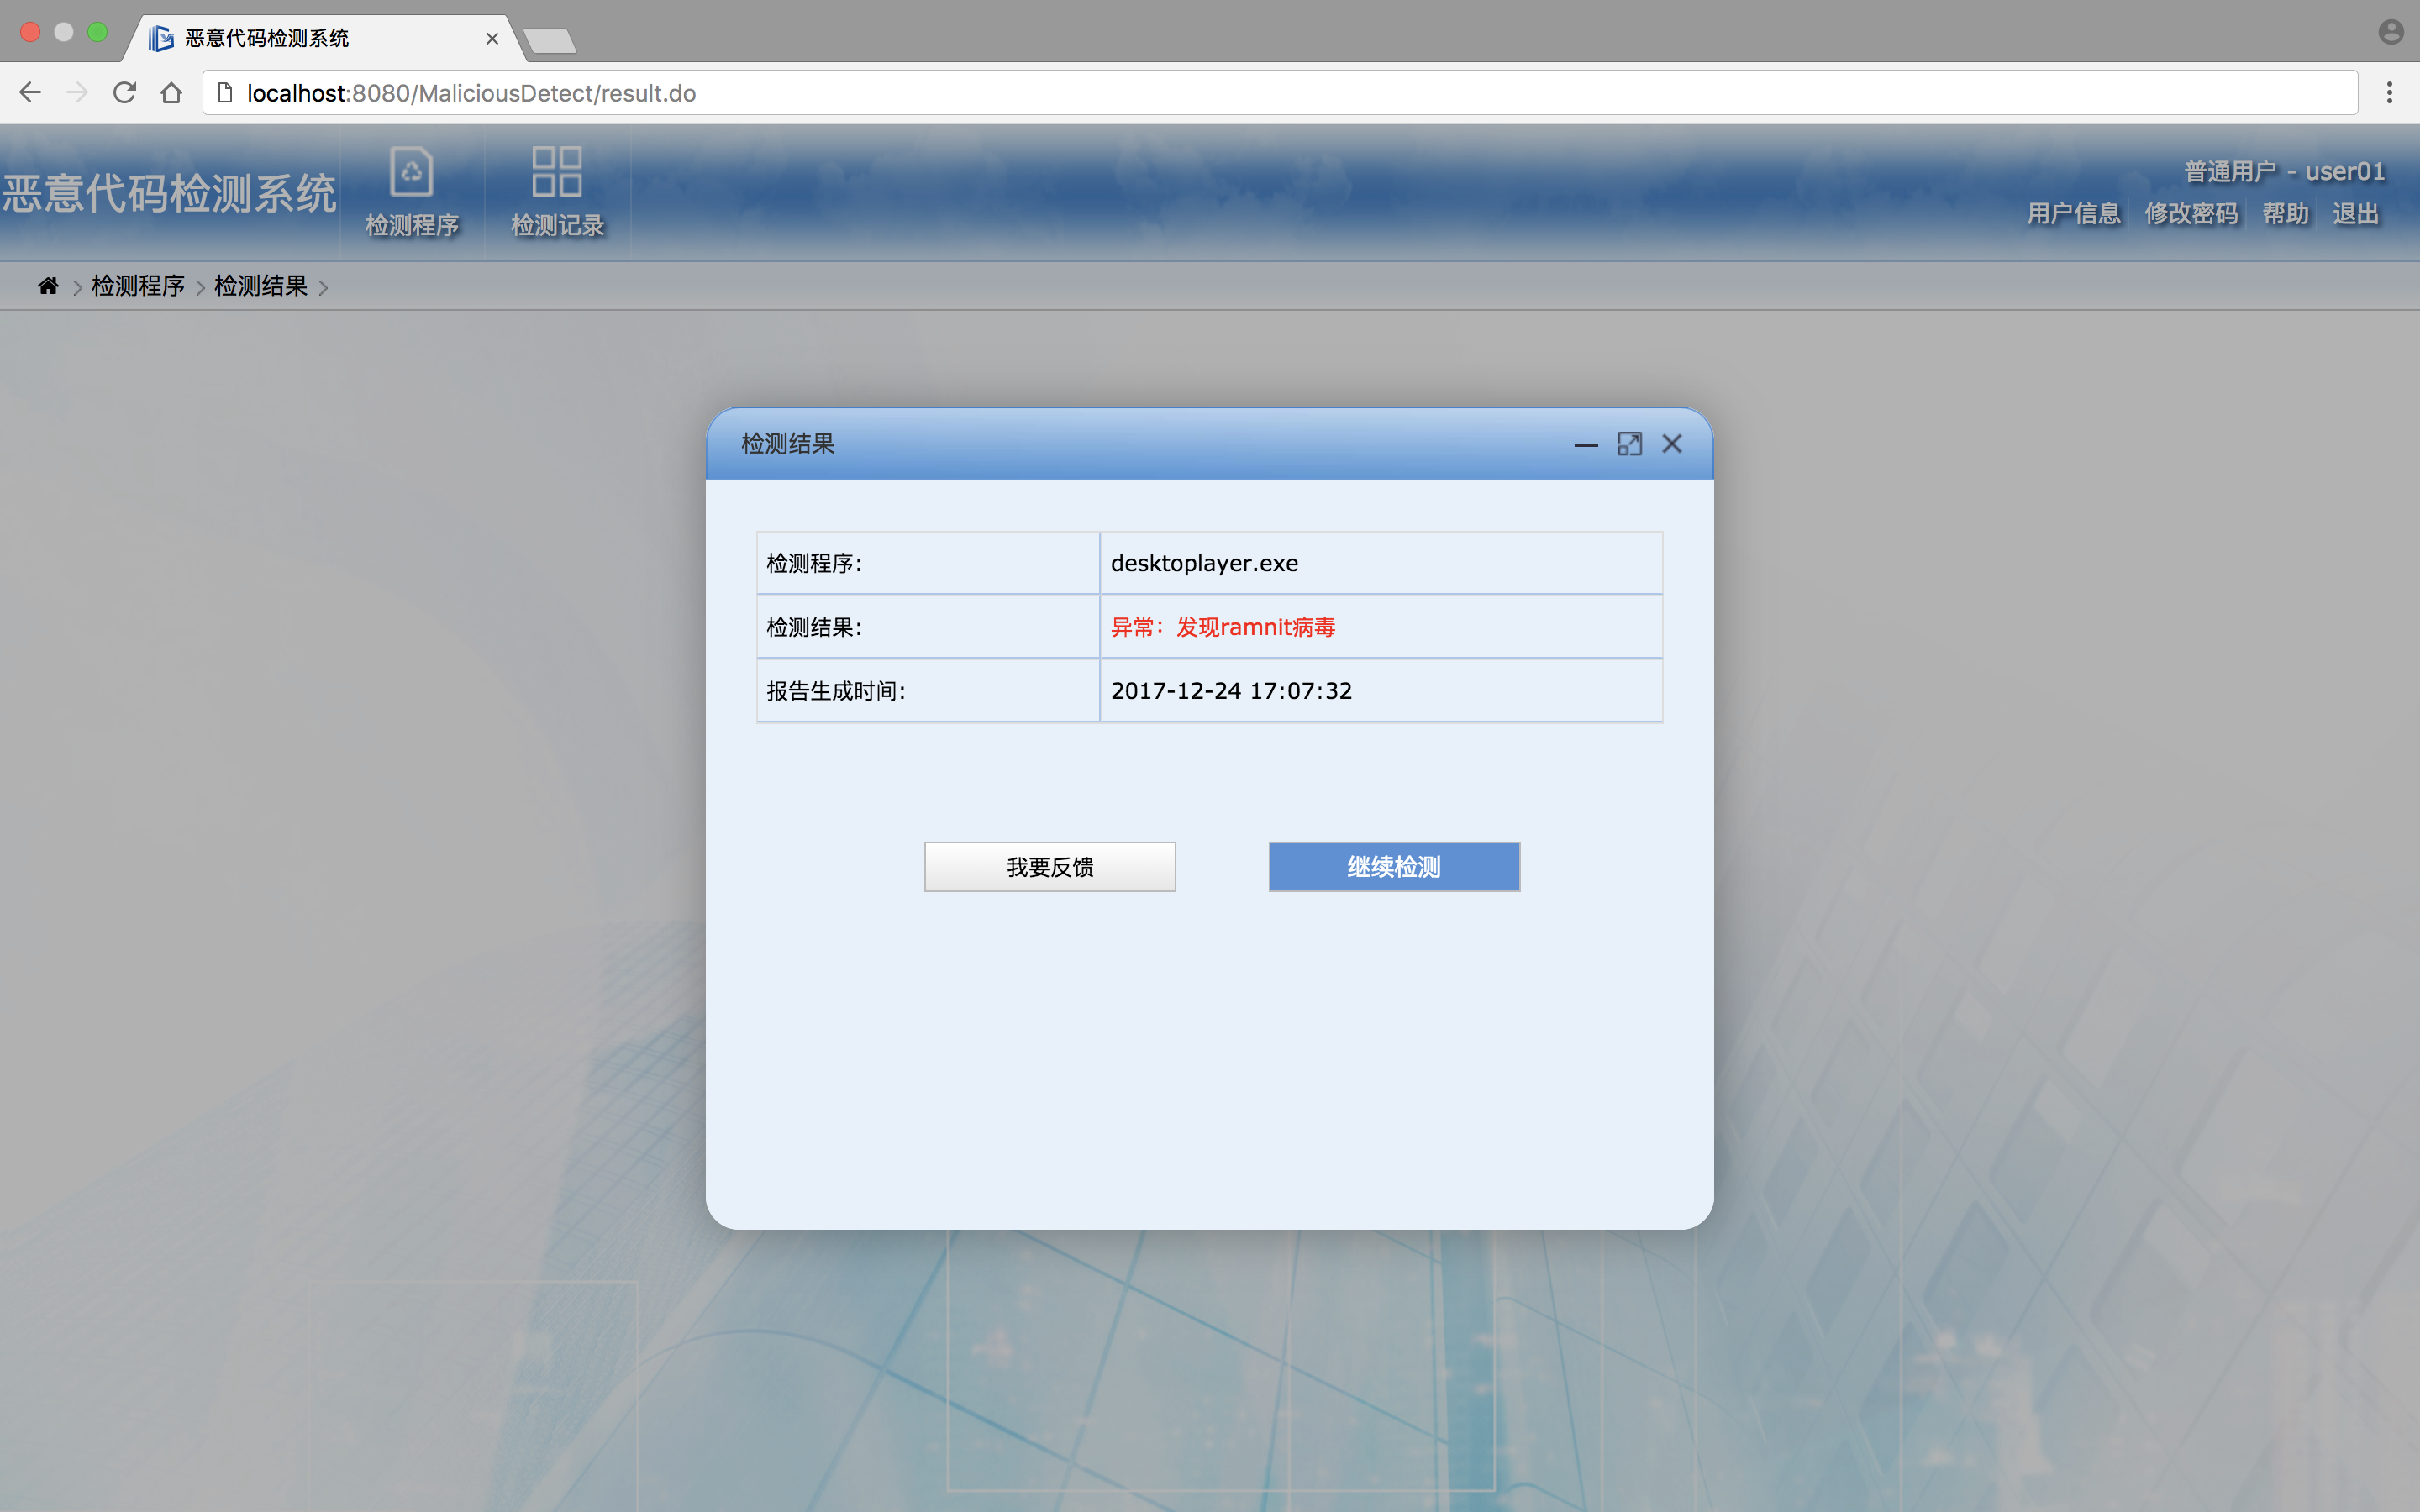 恶意代码检测系统
localhost:8080/MaliciousDetect/result.do
恶意代码检测系统
检测程序
检测记录
普通用户 - user01
用户信息 修改密码 帮助 退出
检测程序 检测结果
检测结果
检测程序: desktoplayer.exe
检测结果: 异常：发现ramnit病毒
报告生成时间: 2017-12-24 17:07:32
我要反馈 继续检测